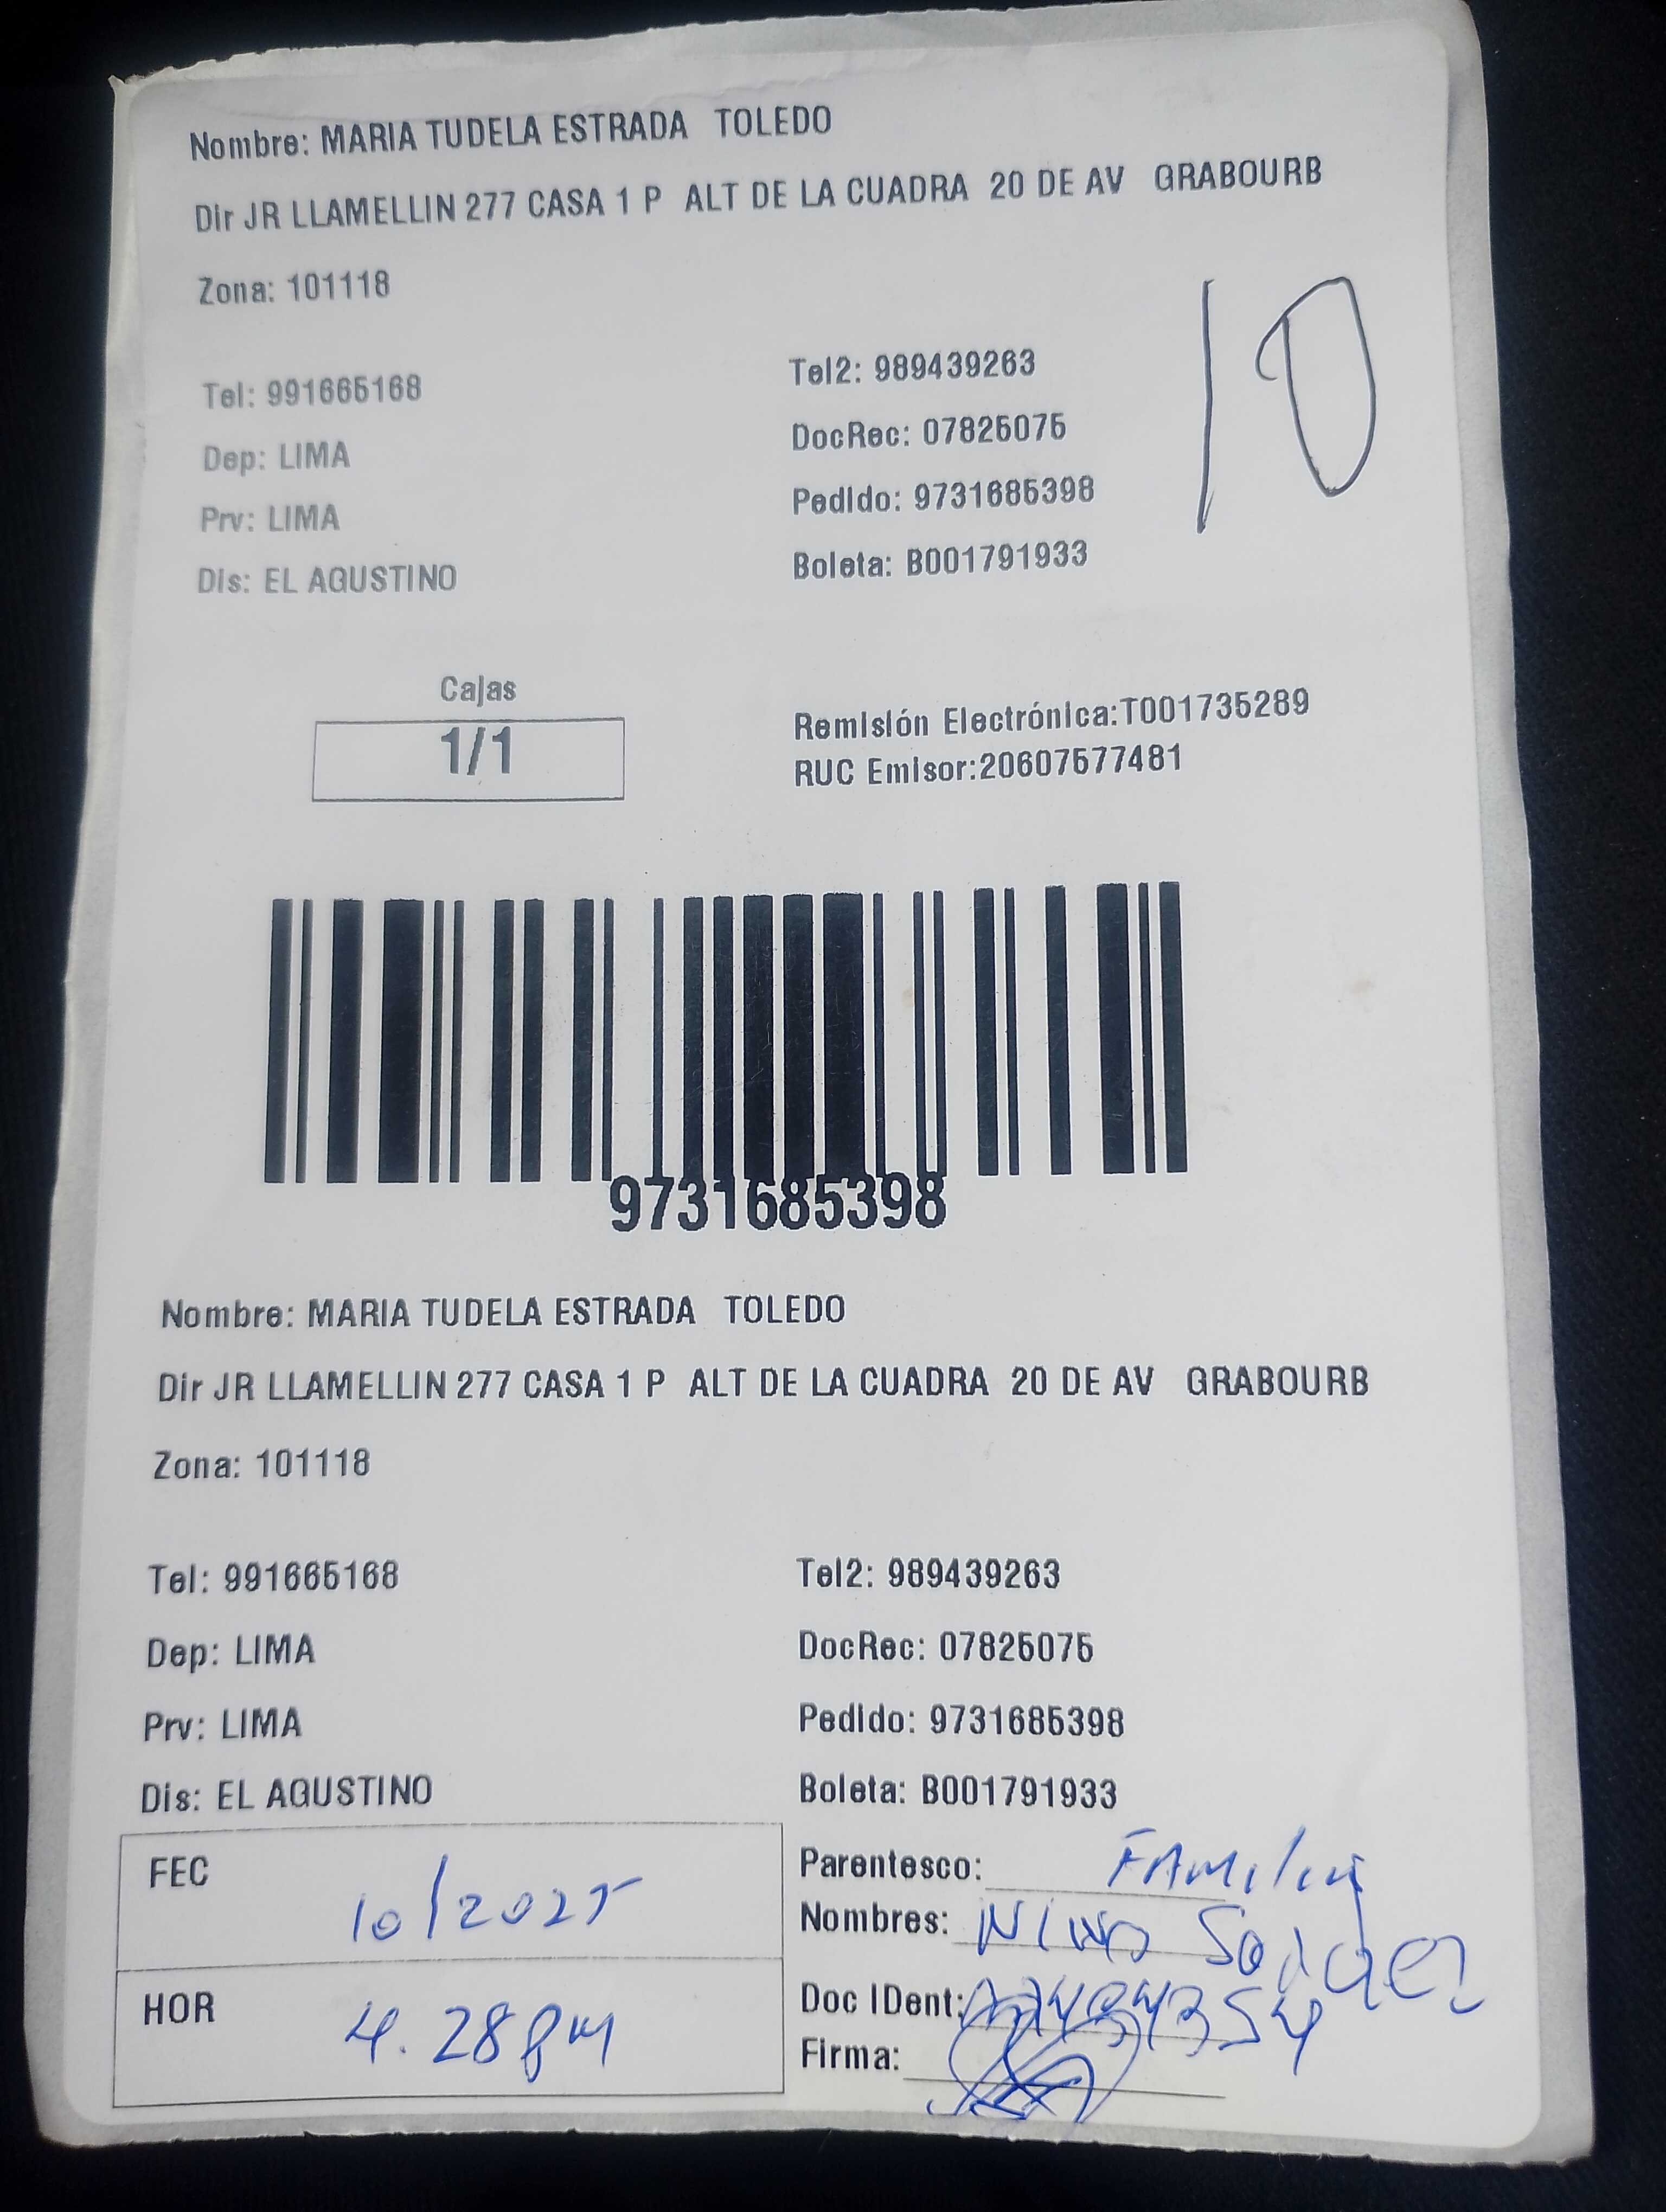 Nombre: MARIA TUDELA ESTRADA TOLEDO
Dir JR LLAMELLIN 277 CASA 1 P ALT DE LA CUADRA 20 DE AV GRABOURB
Zona: 101118
10
Tel: 991665168
Tel2: 989439263
Dep: LIMA
DocRec: 07825075
Prv: LIMA
Pedido: 9731685398
Dis: EL AGUSTINO
Boleta: B001791933
Cajas
1/1
Remisión Electrónica:T001735289
RUC Emisor:20607577481
9731685398
Nombre: MARIA TUDELA ESTRADA TOLEDO
Dir JR LLAMELLIN 277 CASA 1 P ALT DE LA CUADRA 20 DE AV GRABOURB
Zona: 101118
Tel: 991665168
Tel2: 989439263
Dep: LIMA
DocRec: 07825075
Prv: LIMA
Pedido: 9731685398
Dis: EL AGUSTINO
Boleta: B001791933
FEC
10/2025
Parentesco: FAMILIA
Nombres:
HOR
4.28 pm
Doc IDent:
Firma: